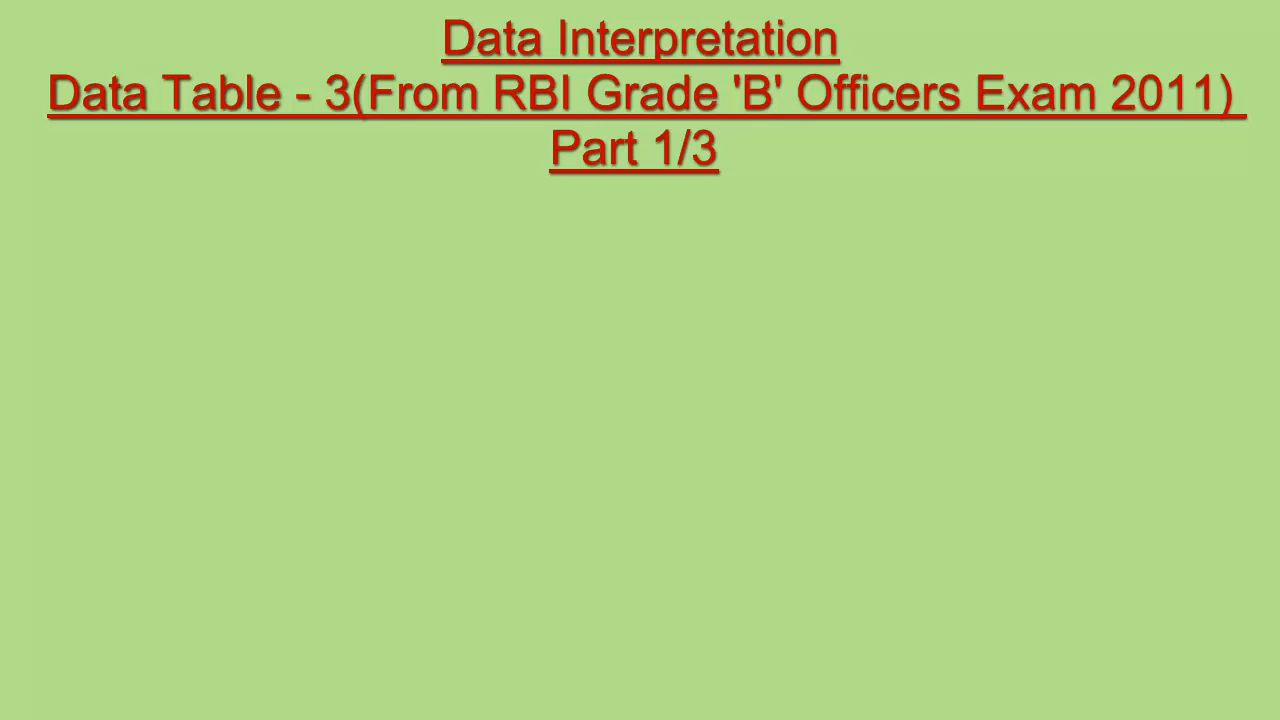 Data Interpretation
Data Table - 3(From RBI Grade 'B' Officers Exam 2011)
Part 1/3